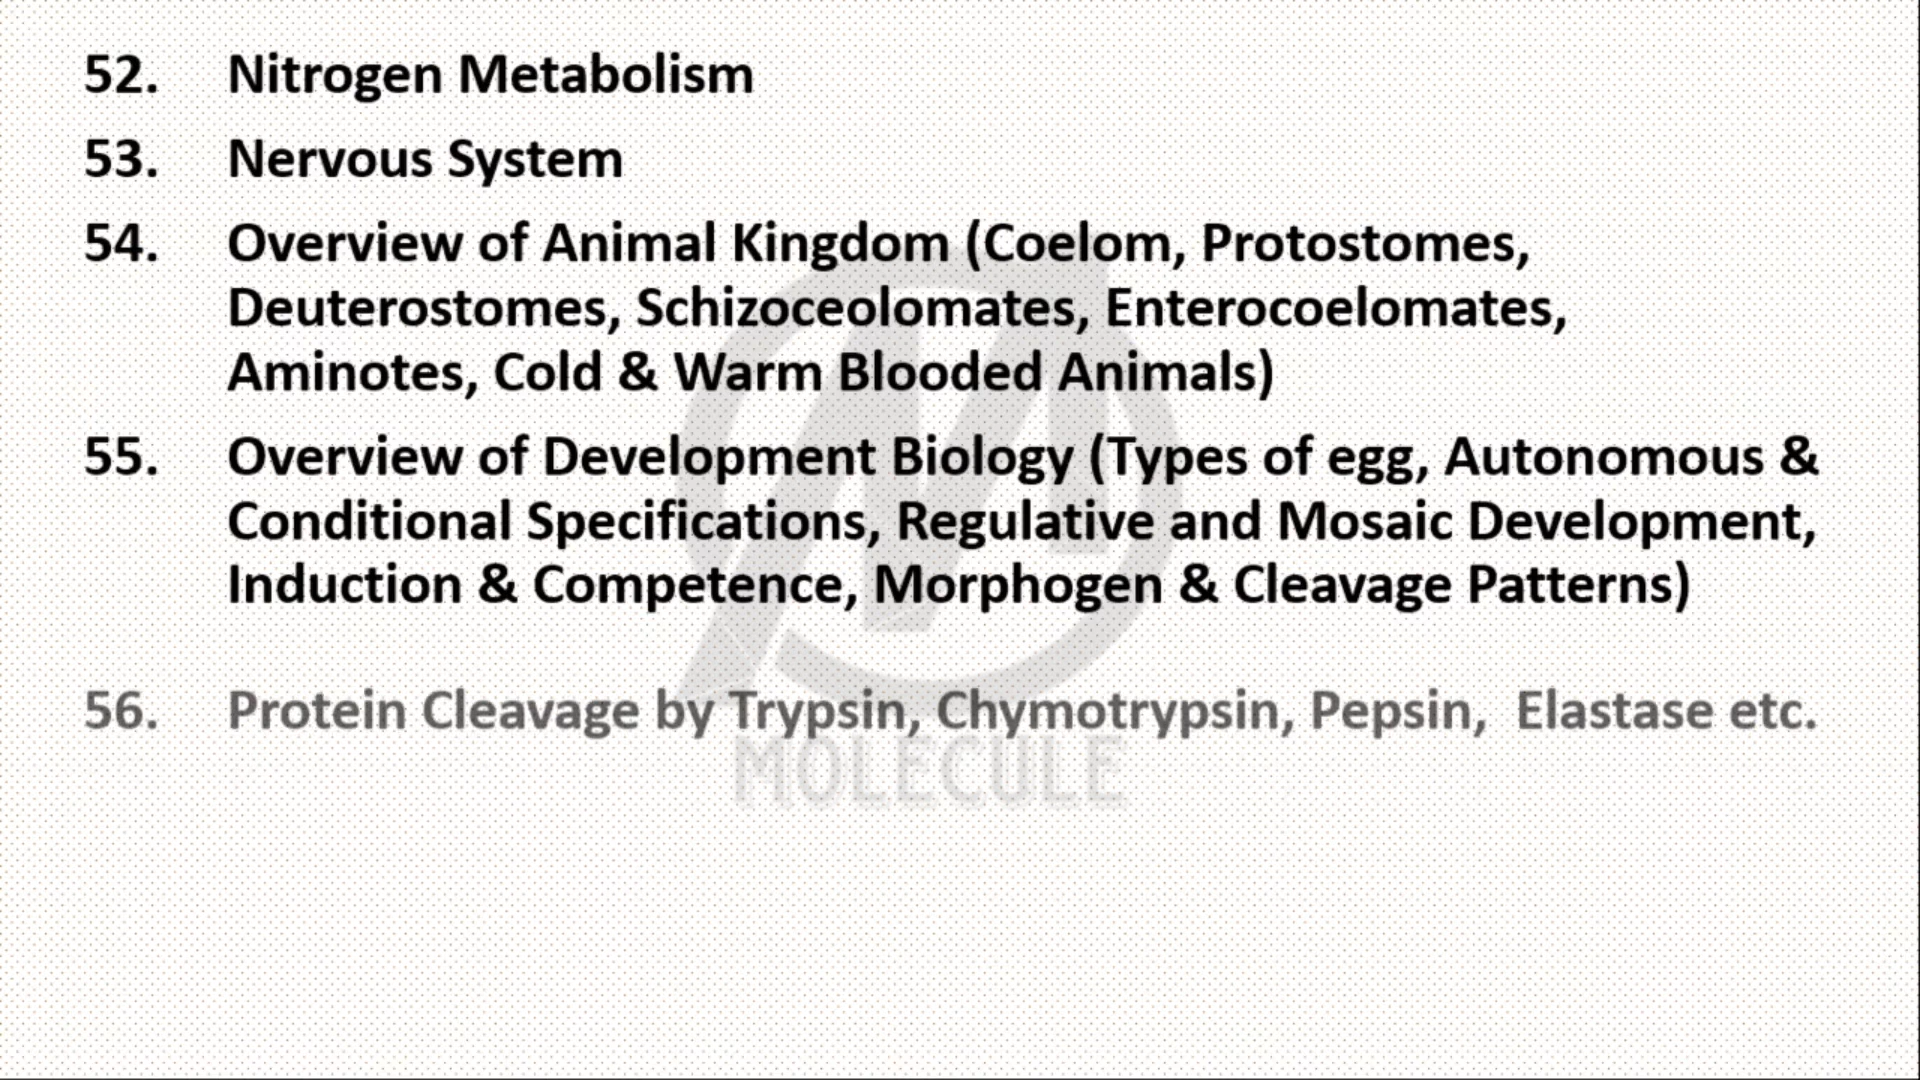 52. Nitrogen Metabolism
53. Nervous System
54. Overview of Animal Kingdom (Coelom, Protostomes,
Deuterostomes, Schizoceolomates, Enterocoelomates,
Aminotes, Cold & Warm Blooded Animals)
55. Overview of Development Biology (Types of egg, Autonomous &
Conditional Specifications, Regulative and Mosaic Development,
Induction & Competence, Morphogen & Cleavage Patterns)
56. Protein Cleavage by Trypsin, Chymotrypsin, Pepsin, Elastase etc.
MOLECULE